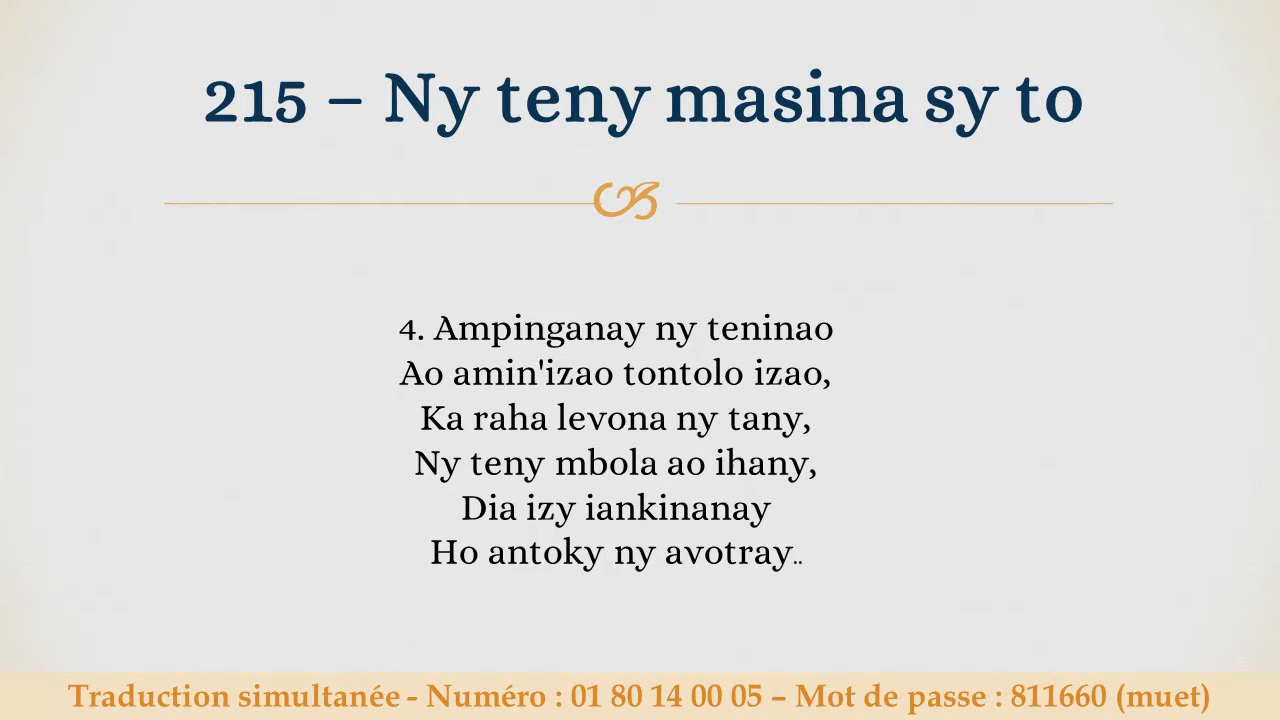 215 – Ny teny masina sy to
4. Ampinganay ny teninao
Ao amin'izao tontolo izao,
Ka raha levona ny tany,
Ny teny mbola ao ihany,
Dia izy iankinanay
Ho antoky ny avotray..
Traduction simultanée - Numéro : 01 80 14 00 05 – Mot de passe : 811660 (muet)